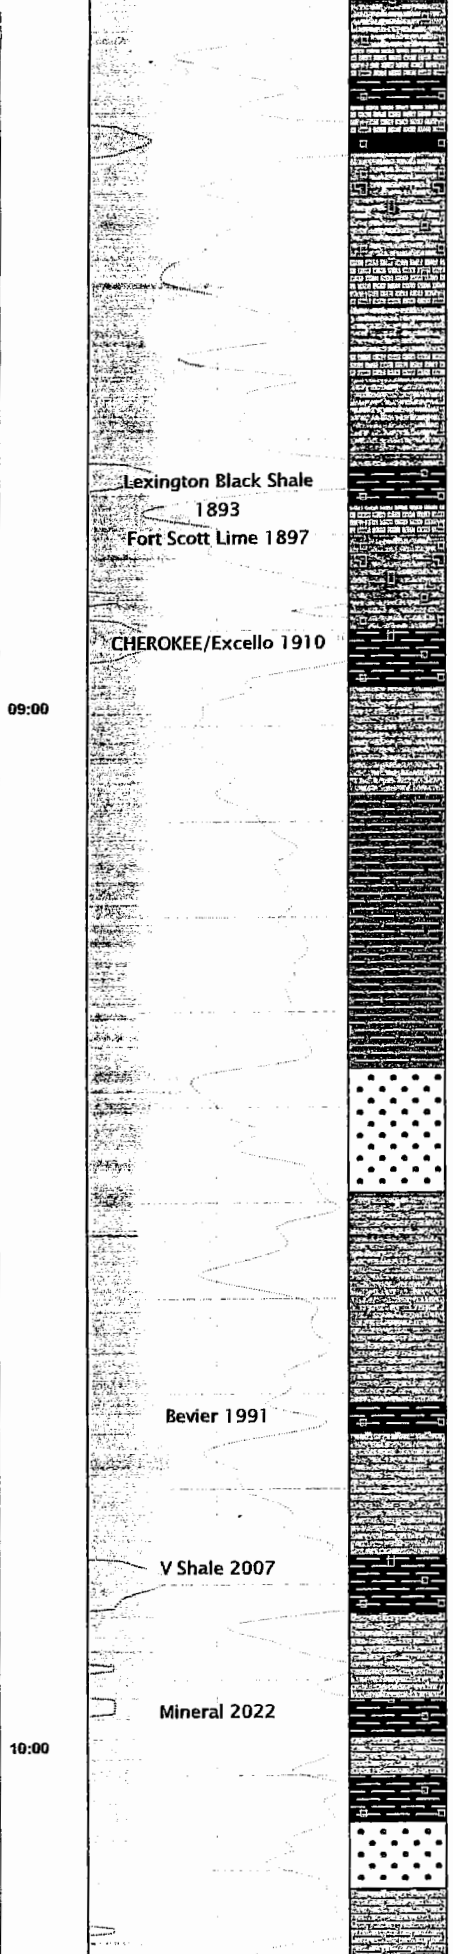 Lexington Black Shale
1893
Fort Scott Lime 1897
CHEROKEE/Excello 1910
09:00
Bevier 1991
V Shale 2007
Mineral 2022
10:00